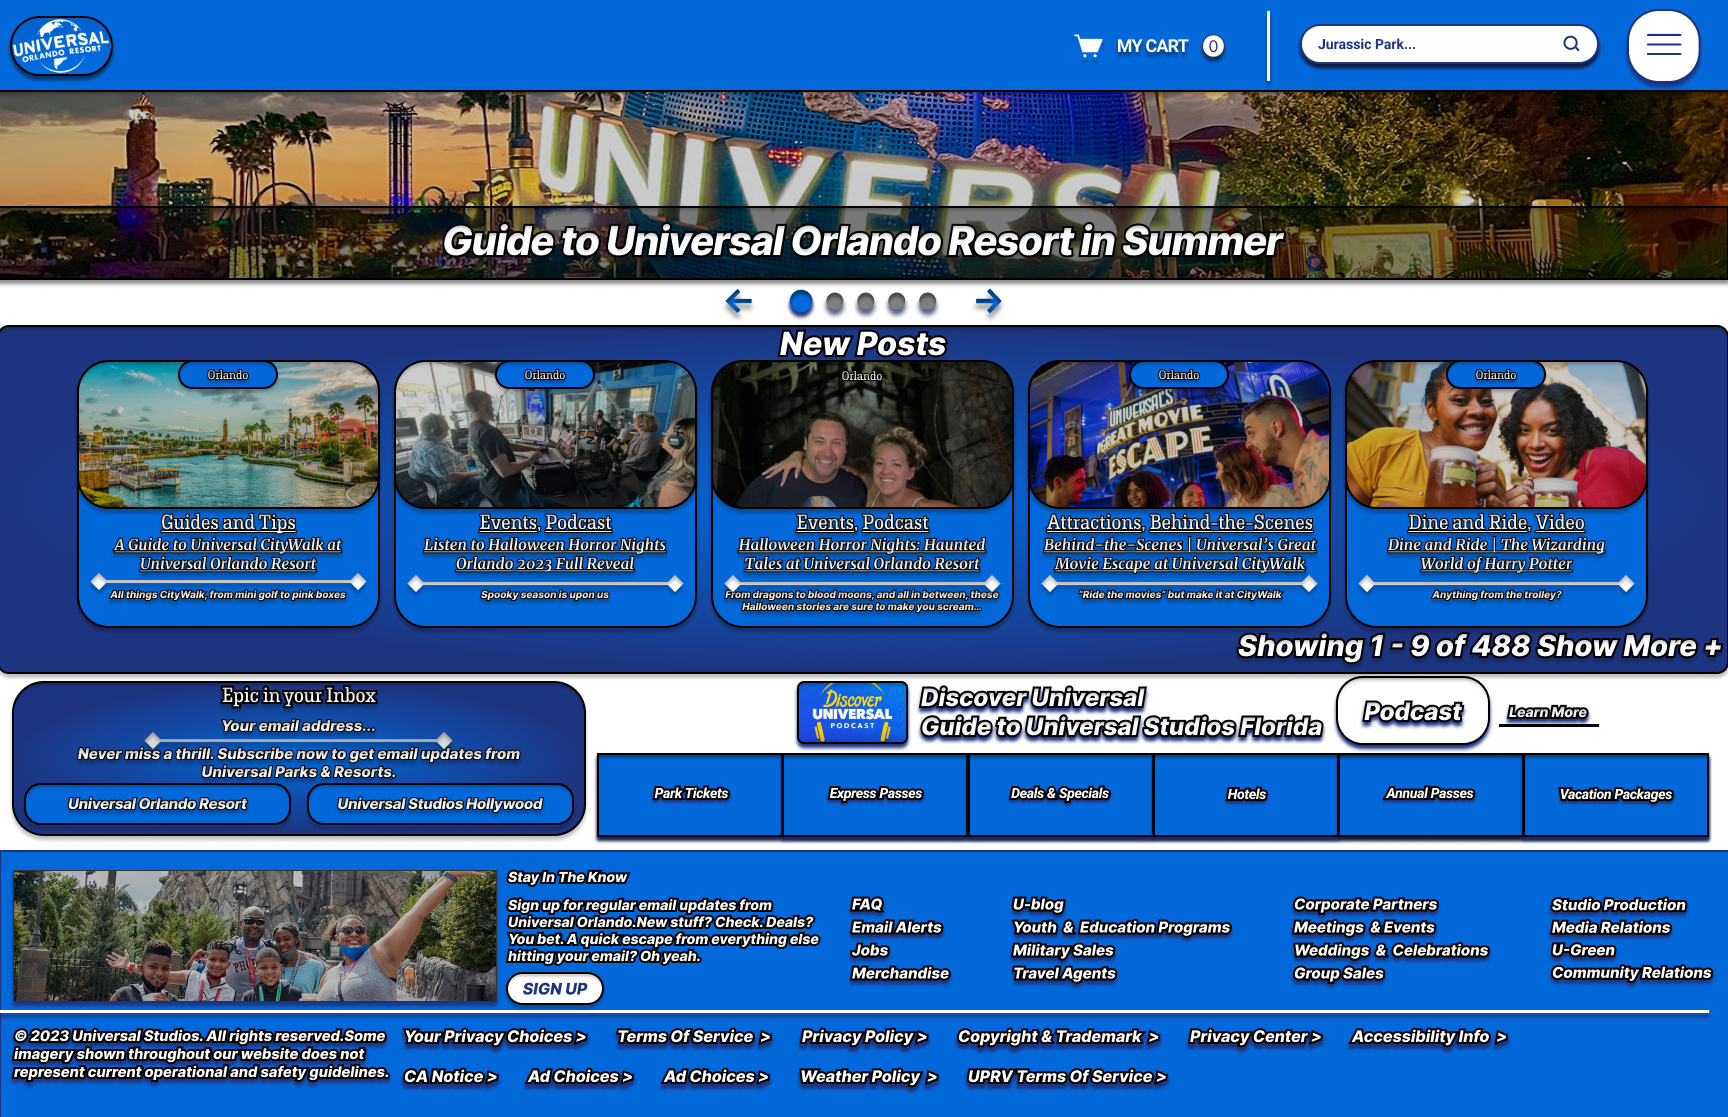 UNIVERSAL
ORLANDO RESORT
MY CART 0
Jurassic Park...
UNIVERSAL
Guide to Universal Orlando Resort in Summer
New Posts
Orlando
Guides and Tips
A Guide to Universal CityWalk at
Universal Orlando Resort
All things CityWalk, from mini golf to pink boxes
Orlando
Events, Podcast
Listen to Halloween Horror Nights
Orlando 2023 Full Reveal
Spooky season is upon us
Orlando
Events, Podcast
Halloween Horror Nights: Haunted
Tales at Universal Orlando Resort
From dragons to blood moons, and all in between, these
Halloween stories are sure to make you scream...
Orlando
UNIVERSAL'S
GREAT MOVIE
ESCAPE
Attractions, Behind-the-Scenes
Behind-the-Scenes | Universal's Great
Movie Escape at Universal CityWalk
"Ride the movies" but make it at CityWalk
Orlando
Dine and Ride, Video
Dine and Ride | The Wizarding
World of Harry Potter
Anything from the trolley?
Showing 1 - 9 of 488 Show More +
Epic in your Inbox
Your email address...
Never miss a thrill. Subscribe now to get email updates from
Universal Parks & Resorts.
Universal Orlando Resort
Universal Studios Hollywood
Discover
UNIVERSAL
PODCAST
Discover Universal
Guide to Universal Studios Florida
Podcast
Learn More
Park Tickets
Express Passes
Deals & Specials
Hotels
Annual Passes
Vacation Packages
Stay In The Know
Sign up for regular email updates from
Universal Orlando.New stuff? Check. Deals?
You bet. A quick escape from everything else
hitting your email? Oh yeah.
SIGN UP
FAQ
Email Alerts
Jobs
Merchandise
U-blog
Youth & Education Programs
Military Sales
Travel Agents
Corporate Partners
Meetings & Events
Weddings & Celebrations
Group Sales
Studio Production
Media Relations
U-Green
Community Relations
© 2023 Universal Studios. All rights reserved.Some
imagery shown throughout our website does not
represent current operational and safety guidelines.
Your Privacy Choices >
Terms Of Service >
Privacy Policy >
Copyright & Trademark >
Privacy Center >
Accessibility Info >
CA Notice >
Ad Choices >
Ad Choices >
Weather Policy >
UPRV Terms Of Service >